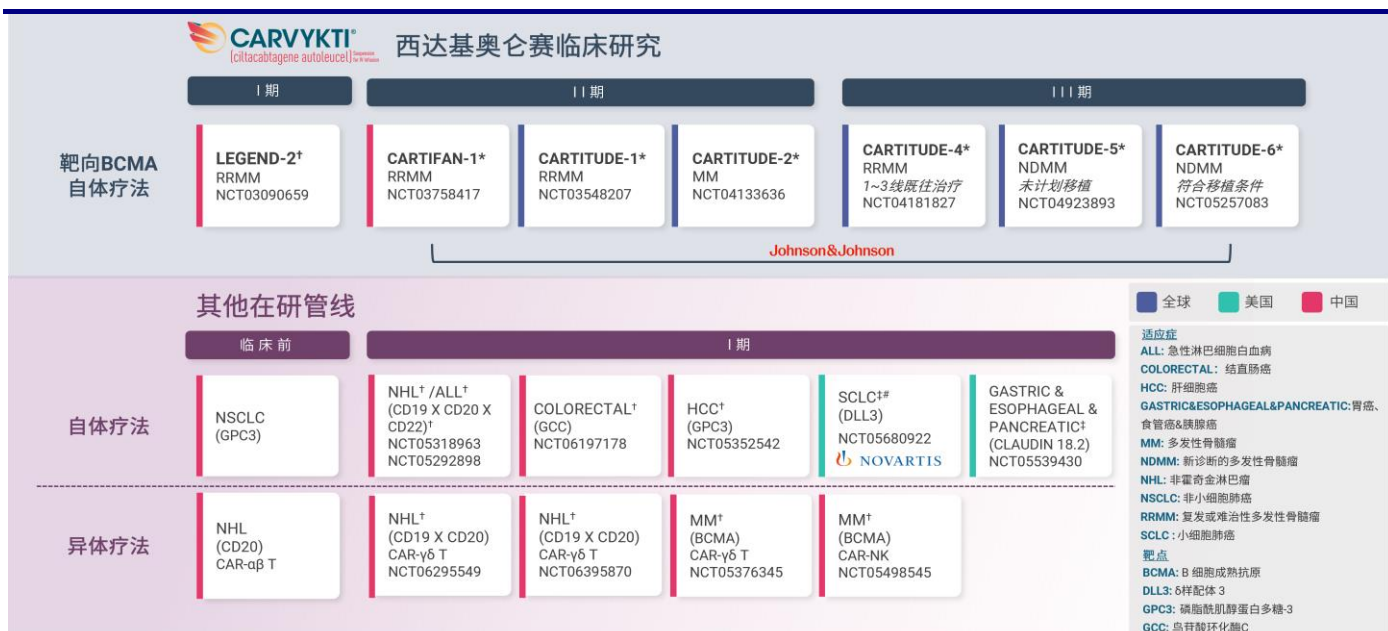 CARVYKTI®
(ciltacabtagene autoleucel)
西达基奥仑赛临床研究
I 期
II 期
III 期
靶向BCMA
自体疗法
LEGEND-2†
RRMM
NCT03090659
CARTIFAN-1*
RRMM
NCT03758417
CARTITUDE-1*
RRMM
NCT03548207
CARTITUDE-2*
MM
NCT04133636
CARTITUDE-4*
RRMM
1~3线既往治疗
NCT04181827
CARTITUDE-5*
NDMM
未计划移植
NCT04923893
CARTITUDE-6*
NDMM
符合移植条件
NCT05257083
Johnson&Johnson
其他在研管线
临床前
I 期
自体疗法
NSCLC
(GPC3)
NHL† /ALL†
(CD19 X CD20 X
CD22)†
NCT05318963
NCT05292898
COLORECTAL†
(GCC)
NCT06197178
HCC†
(GPC3)
NCT05352542
SCLC‡#
(DLL3)
NCT05680922
NOVARTIS
GASTRIC &
ESOPHAGEAL &
PANCREATIC‡
(CLAUDIN 18.2)
NCT05539430
异体疗法
NHL
(CD20)
CAR-αβ T
NHL†
(CD19 X CD20)
CAR-γδ T
NCT06295549
NHL†
(CD19 X CD20)
CAR-γδ T
NCT06395870
MM†
(BCMA)
CAR-γδ T
NCT05376345
MM†
(BCMA)
CAR-NK
NCT05498545
全球
美国
中国
适应症
ALL: 急性淋巴细胞白血病
COLORECTAL: 结直肠癌
HCC: 肝细胞癌
GASTRIC&ESOPHAGEAL&PANCREATIC:胃癌、
食管癌&胰腺癌
MM: 多发性骨髓瘤
NDMM: 新诊断的多发性骨髓瘤
NHL: 非霍奇金淋巴瘤
NSCLC: 非小细胞肺癌
RRMM: 复发或难治性多发性骨髓瘤
SCLC : 小细胞肺癌
靶点
BCMA: B 细胞成熟抗原
DLL3: δ样配体 3
GPC3: 磷脂酰肌醇蛋白多糖-3
GCC: 鸟苷酸环化酶C